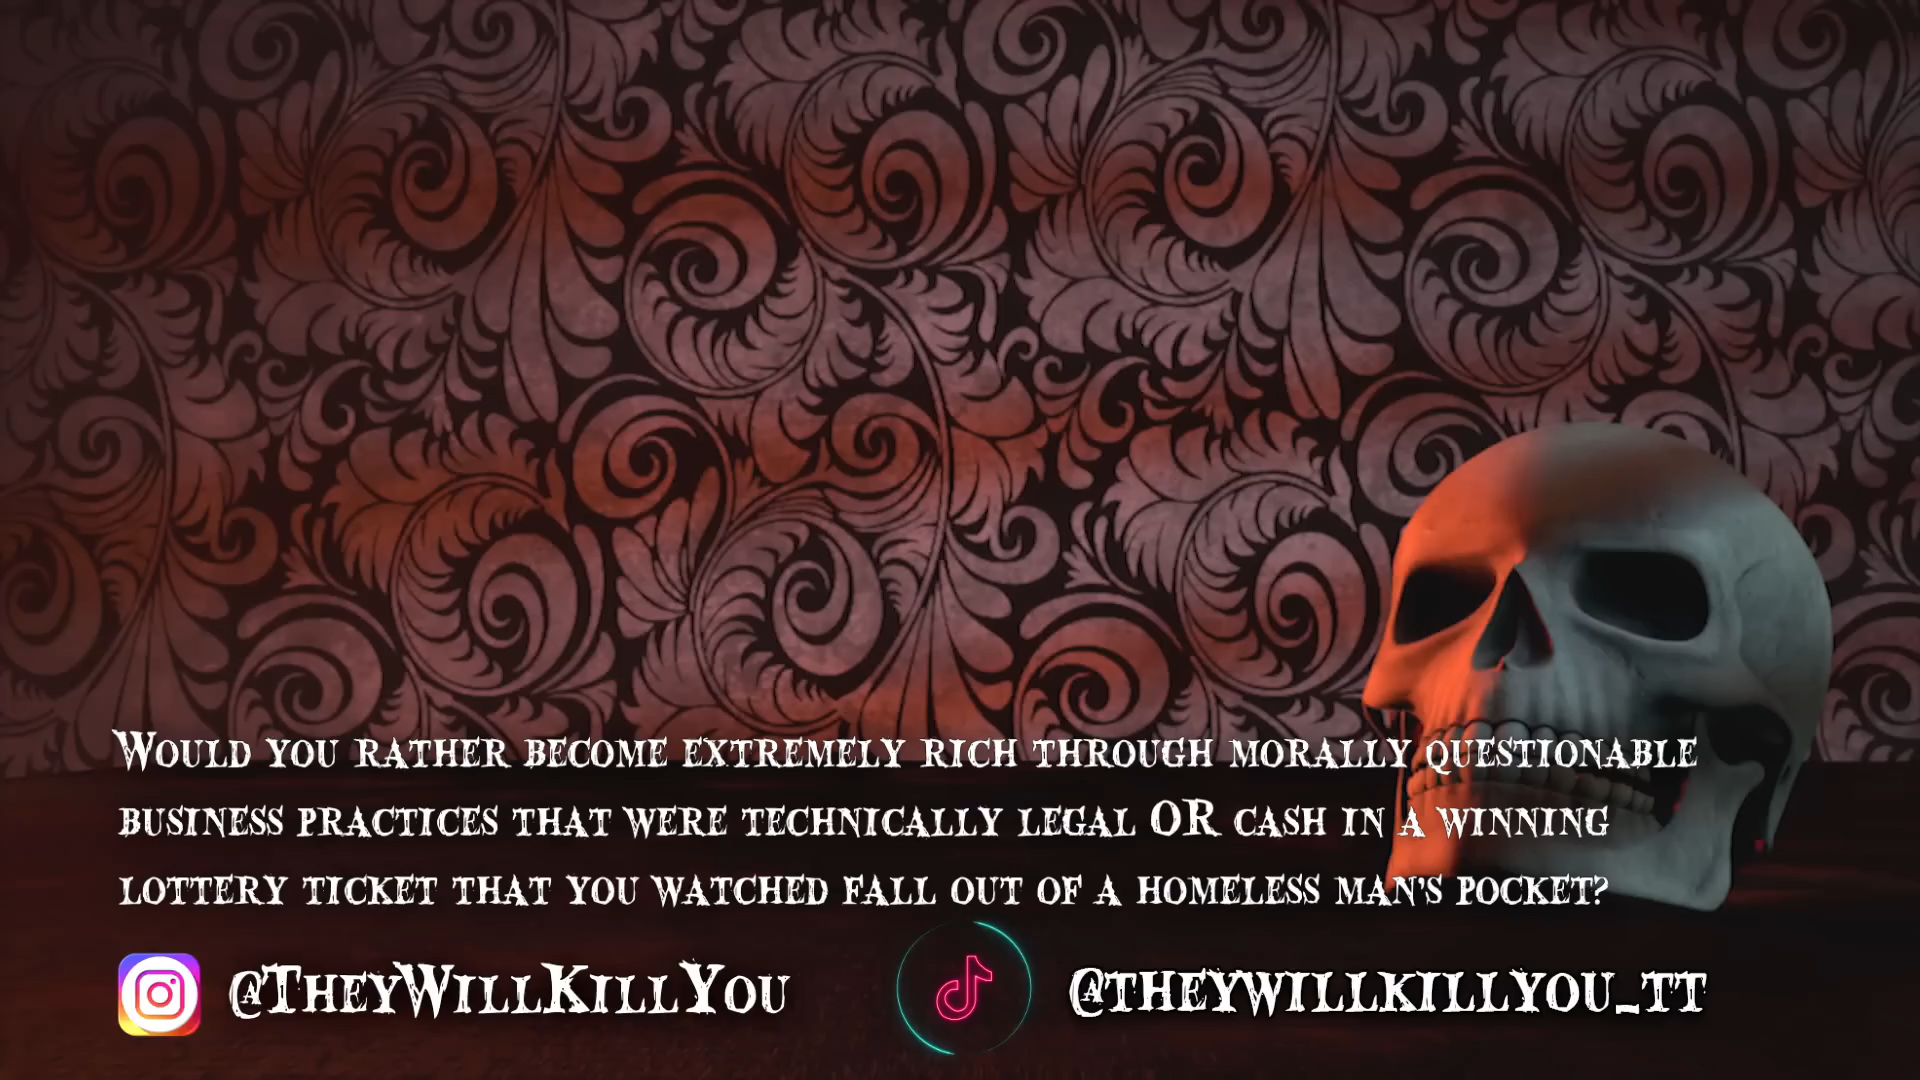 Would you rather become extremely rich through morally questionable
business practices that were technically legal OR cash in a winning
lottery ticket that you watched fall out of a homeless man's pocket?
@TheyWillKillYou
@theywillkillyou_tt